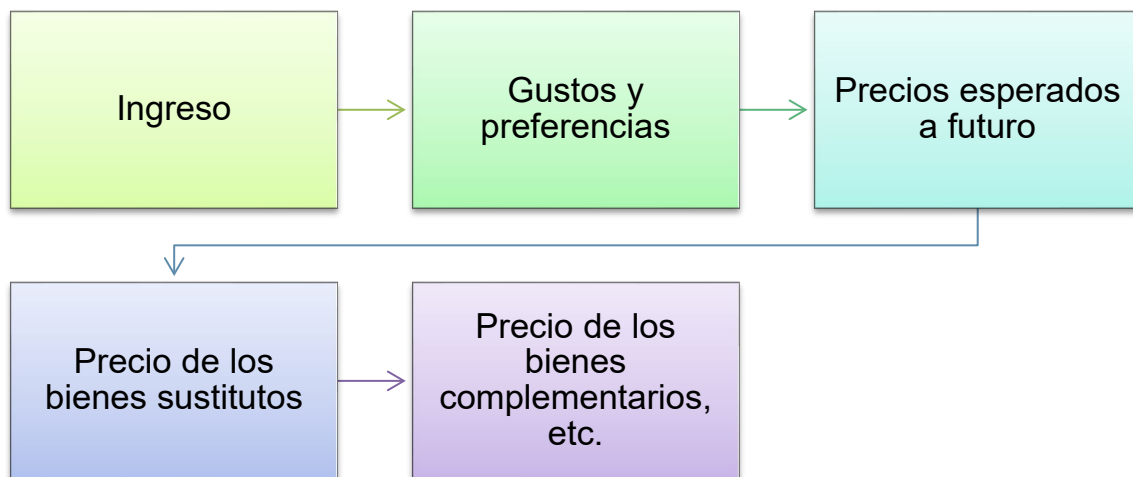 Ingreso
Gustos y
preferencias
Precios esperados
a futuro
Precio de los
bienes sustitutos
Precio de los
bienes
complementarios,
etc.